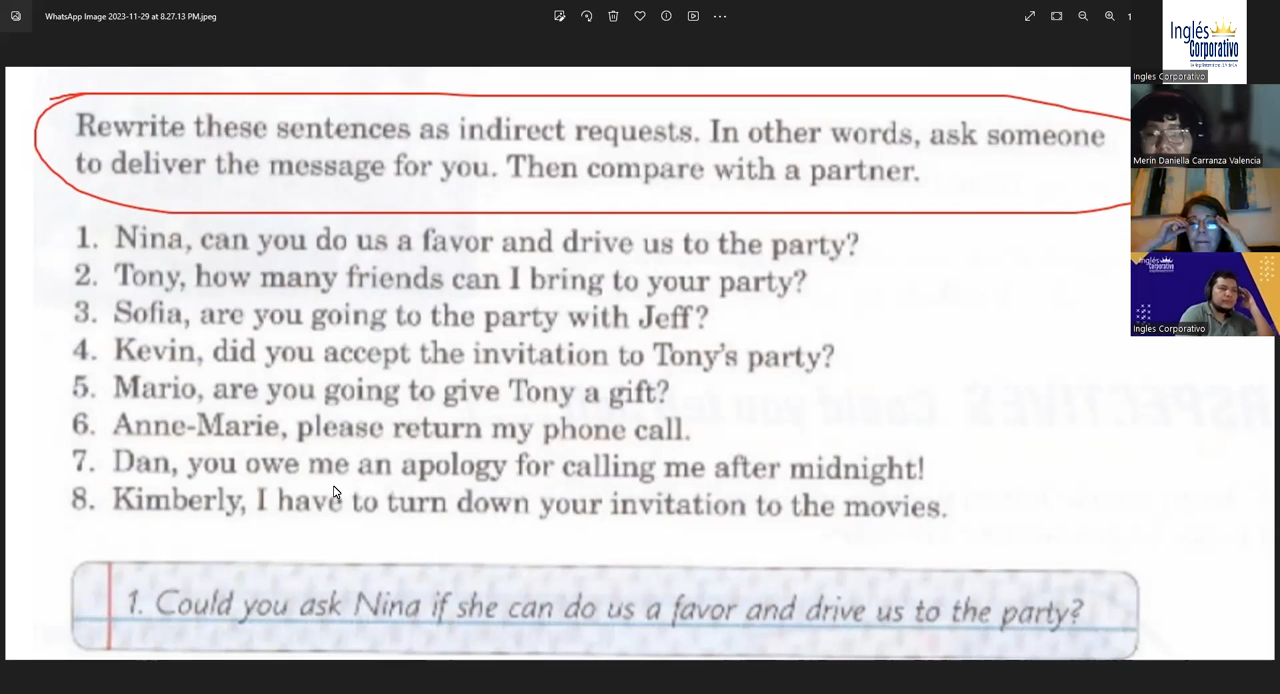 WhatsApp Image 2023-11-29 at 8.27.13 PM.jpeg
Inglés
Corporativo
Ingles Corporativo
Merin Daniella Carranza Valencia
Inglés
Corporativo
Ingles Corporativo
Rewrite these sentences as indirect requests. In other words, ask someone
to deliver the message for you. Then compare with a partner.
1. Nina, can you do us a favor and drive us to the party?
2. Tony, how many friends can I bring to your party?
3. Sofia, are you going to the party with Jeff?
4. Kevin, did you accept the invitation to Tony's party?
5. Mario, are you going to give Tony a gift?
6. Anne-Marie, please return my phone call.
7. Dan, you owe me an apology for calling me after midnight!
8. Kimberly, I have to turn down your invitation to the movies.
1. Could you ask Nina if she can do us a favor and drive us to the party?